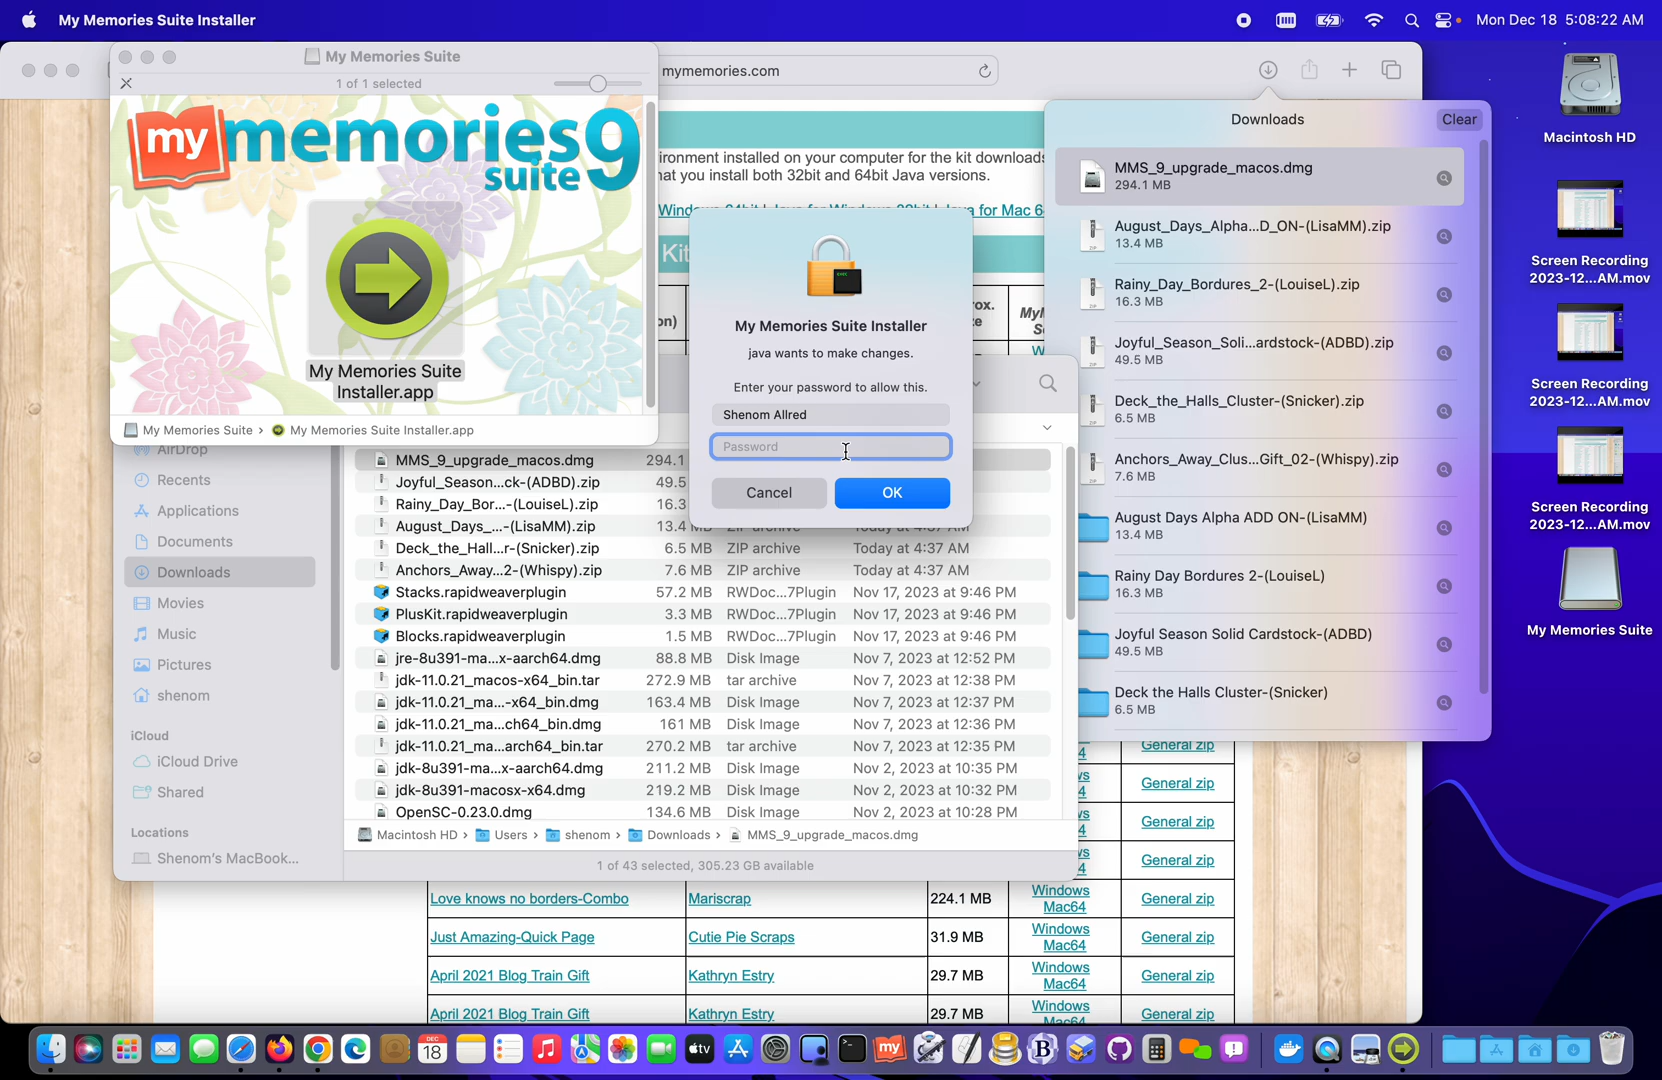 My Memories Suite Installer
Mon Dec 18  5:08:22 AM
My Memories Suite
1 of 1 selected
my memories 9
suite
My Memories Suite
Installer.app
My Memories Suite › My Memories Suite Installer.app
mymemories.com
ironment installed on your computer for the kit downloads
hat you install both 32bit and 64bit Java versions.
My Memories Suite Installer
java wants to make changes.
Enter your password to allow this.
Shenom Allred
Password
Cancel
OK
Downloads
Clear
MMS_9_upgrade_macos.dmg
294.1 MB
August_Days_Alpha...D_ON-(LisaMM).zip
13.4 MB
Rainy_Day_Bordures_2-(LouiseL).zip
16.3 MB
Joyful_Season_Soli...ardstock-(ADBD).zip
49.5 MB
Deck_the_Halls_Cluster-(Snicker).zip
6.5 MB
Anchors_Away_Clus...Gift_02-(Whispy).zip
7.6 MB
August Days Alpha ADD ON-(LisaMM)
13.4 MB
Rainy Day Bordures 2-(LouiseL)
16.3 MB
Joyful Season Solid Cardstock-(ADBD)
49.5 MB
Deck the Halls Cluster-(Snicker)
6.5 MB
Macintosh HD
Screen Recording
2023-12...AM.mov
Screen Recording
2023-12...AM.mov
Screen Recording
2023-12...AM.mov
My Memories Suite
AirDrop
Recents
Applications
Documents
Downloads
Movies
Music
Pictures
shenom
iCloud
iCloud Drive
Shared
Locations
Shenom's MacBook...
MMS_9_upgrade_macos.dmg 294.1
Joyful_Season...ck-(ADBD).zip 49.5
Rainy_Day_Bor...-(LouiseL).zip 16.3
August_Days_...-(LisaMM).zip 13.4 MB ZIP archive Today at 4:37 AM
Deck_the_Hall...r-(Snicker).zip 6.5 MB ZIP archive Today at 4:37 AM
Anchors_Away...2-(Whispy).zip 7.6 MB ZIP archive Today at 4:37 AM
Stacks.rapidweaverplugin 57.2 MB RWDoc...7Plugin Nov 17, 2023 at 9:46 PM
PlusKit.rapidweaverplugin 3.3 MB RWDoc...7Plugin Nov 17, 2023 at 9:46 PM
Blocks.rapidweaverplugin 1.5 MB RWDoc...7Plugin Nov 17, 2023 at 9:46 PM
jre-8u391-ma...x-aarch64.dmg 88.8 MB Disk Image Nov 7, 2023 at 12:52 PM
jdk-11.0.21_macos-x64_bin.tar 272.9 MB tar archive Nov 7, 2023 at 12:38 PM
jdk-11.0.21_ma...-x64_bin.dmg 163.4 MB Disk Image Nov 7, 2023 at 12:37 PM
jdk-11.0.21_ma...ch64_bin.dmg 161 MB Disk Image Nov 7, 2023 at 12:36 PM
jdk-11.0.21_ma...arch64_bin.tar 270.2 MB tar archive Nov 7, 2023 at 12:35 PM
jdk-8u391-ma...x-aarch64.dmg 211.2 MB Disk Image Nov 2, 2023 at 10:35 PM
jdk-8u391-macosx-x64.dmg 219.2 MB Disk Image Nov 2, 2023 at 10:32 PM
OpenSC-0.23.0.dmg 134.6 MB Disk Image Nov 2, 2023 at 10:28 PM
Macintosh HD › Users › shenom › Downloads › MMS_9_upgrade_macos.dmg
1 of 43 selected, 305.23 GB available
General zip
General zip
General zip
General zip
Love knows no borders-Combo Mariscrap 224.1 MB Windows Mac64 General zip
Just Amazing-Quick Page Cutie Pie Scraps 31.9 MB Windows Mac64 General zip
April 2021 Blog Train Gift Kathryn Estry 29.7 MB Windows Mac64 General zip
April 2021 Blog Train Gift Kathryn Estry 29.7 MB Windows Mac64 General zip
DEC
18
tv
my